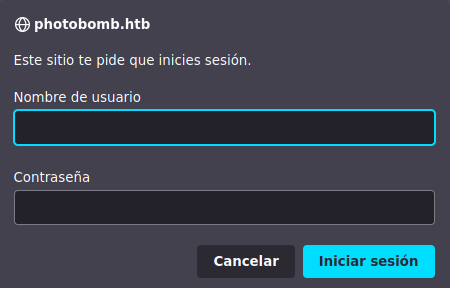 photobomb.htb
Este sitio te pide que inicies sesión.
Nombre de usuario
Contraseña
Cancelar
Iniciar sesión